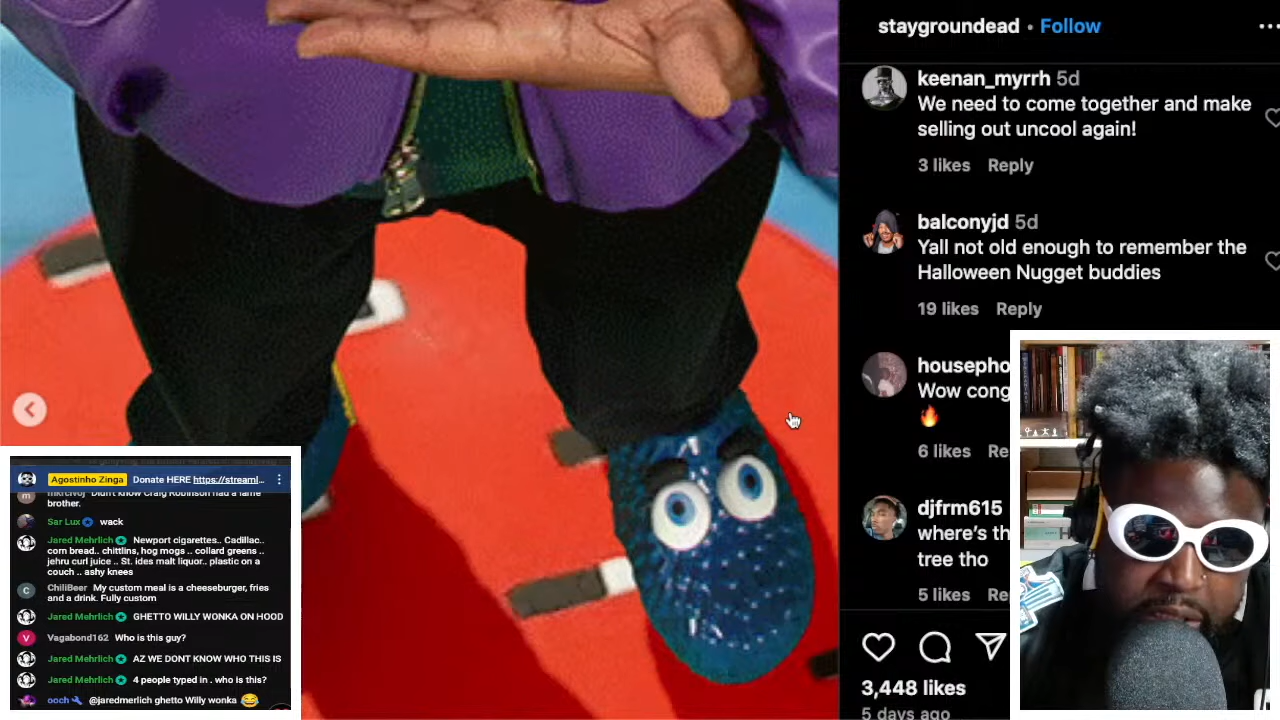 staygroundead • Follow
keenan_myrrh 5d
We need to come together and make
selling out uncool again!
3 likes Reply
balconyjd 5d
Yall not old enough to remember the
Halloween Nugget buddies
19 likes Reply
housepho
Wow cong
6 likes Re
djfrm615
where's th
tree tho
5 likes Re
3,448 likes
5 days ago
Agostinho Zinga Donate HERE https://streaml...
Didn't know Craig Robinson had a lame
brother.
Sar Lux wack
Jared Mehrlich Newport cigarettes.. Cadillac..
corn bread.. chittlins, hog mogs .. collard greens ..
jehru curl juice .. St. ides malt liquor.. plastic on a
couch .. ashy knees
ChiliBeer My custom meal is a cheeseburger, fries
and a drink. Fully custom
Jared Mehrlich GHETTO WILLY WONKA ON HOOD
Vagabond162 Who is this guy?
Jared Mehrlich AZ WE DONT KNOW WHO THIS IS
Jared Mehrlich 4 people typed in . who is this?
ooch @jaredmerlich ghetto Willy wonka 😂